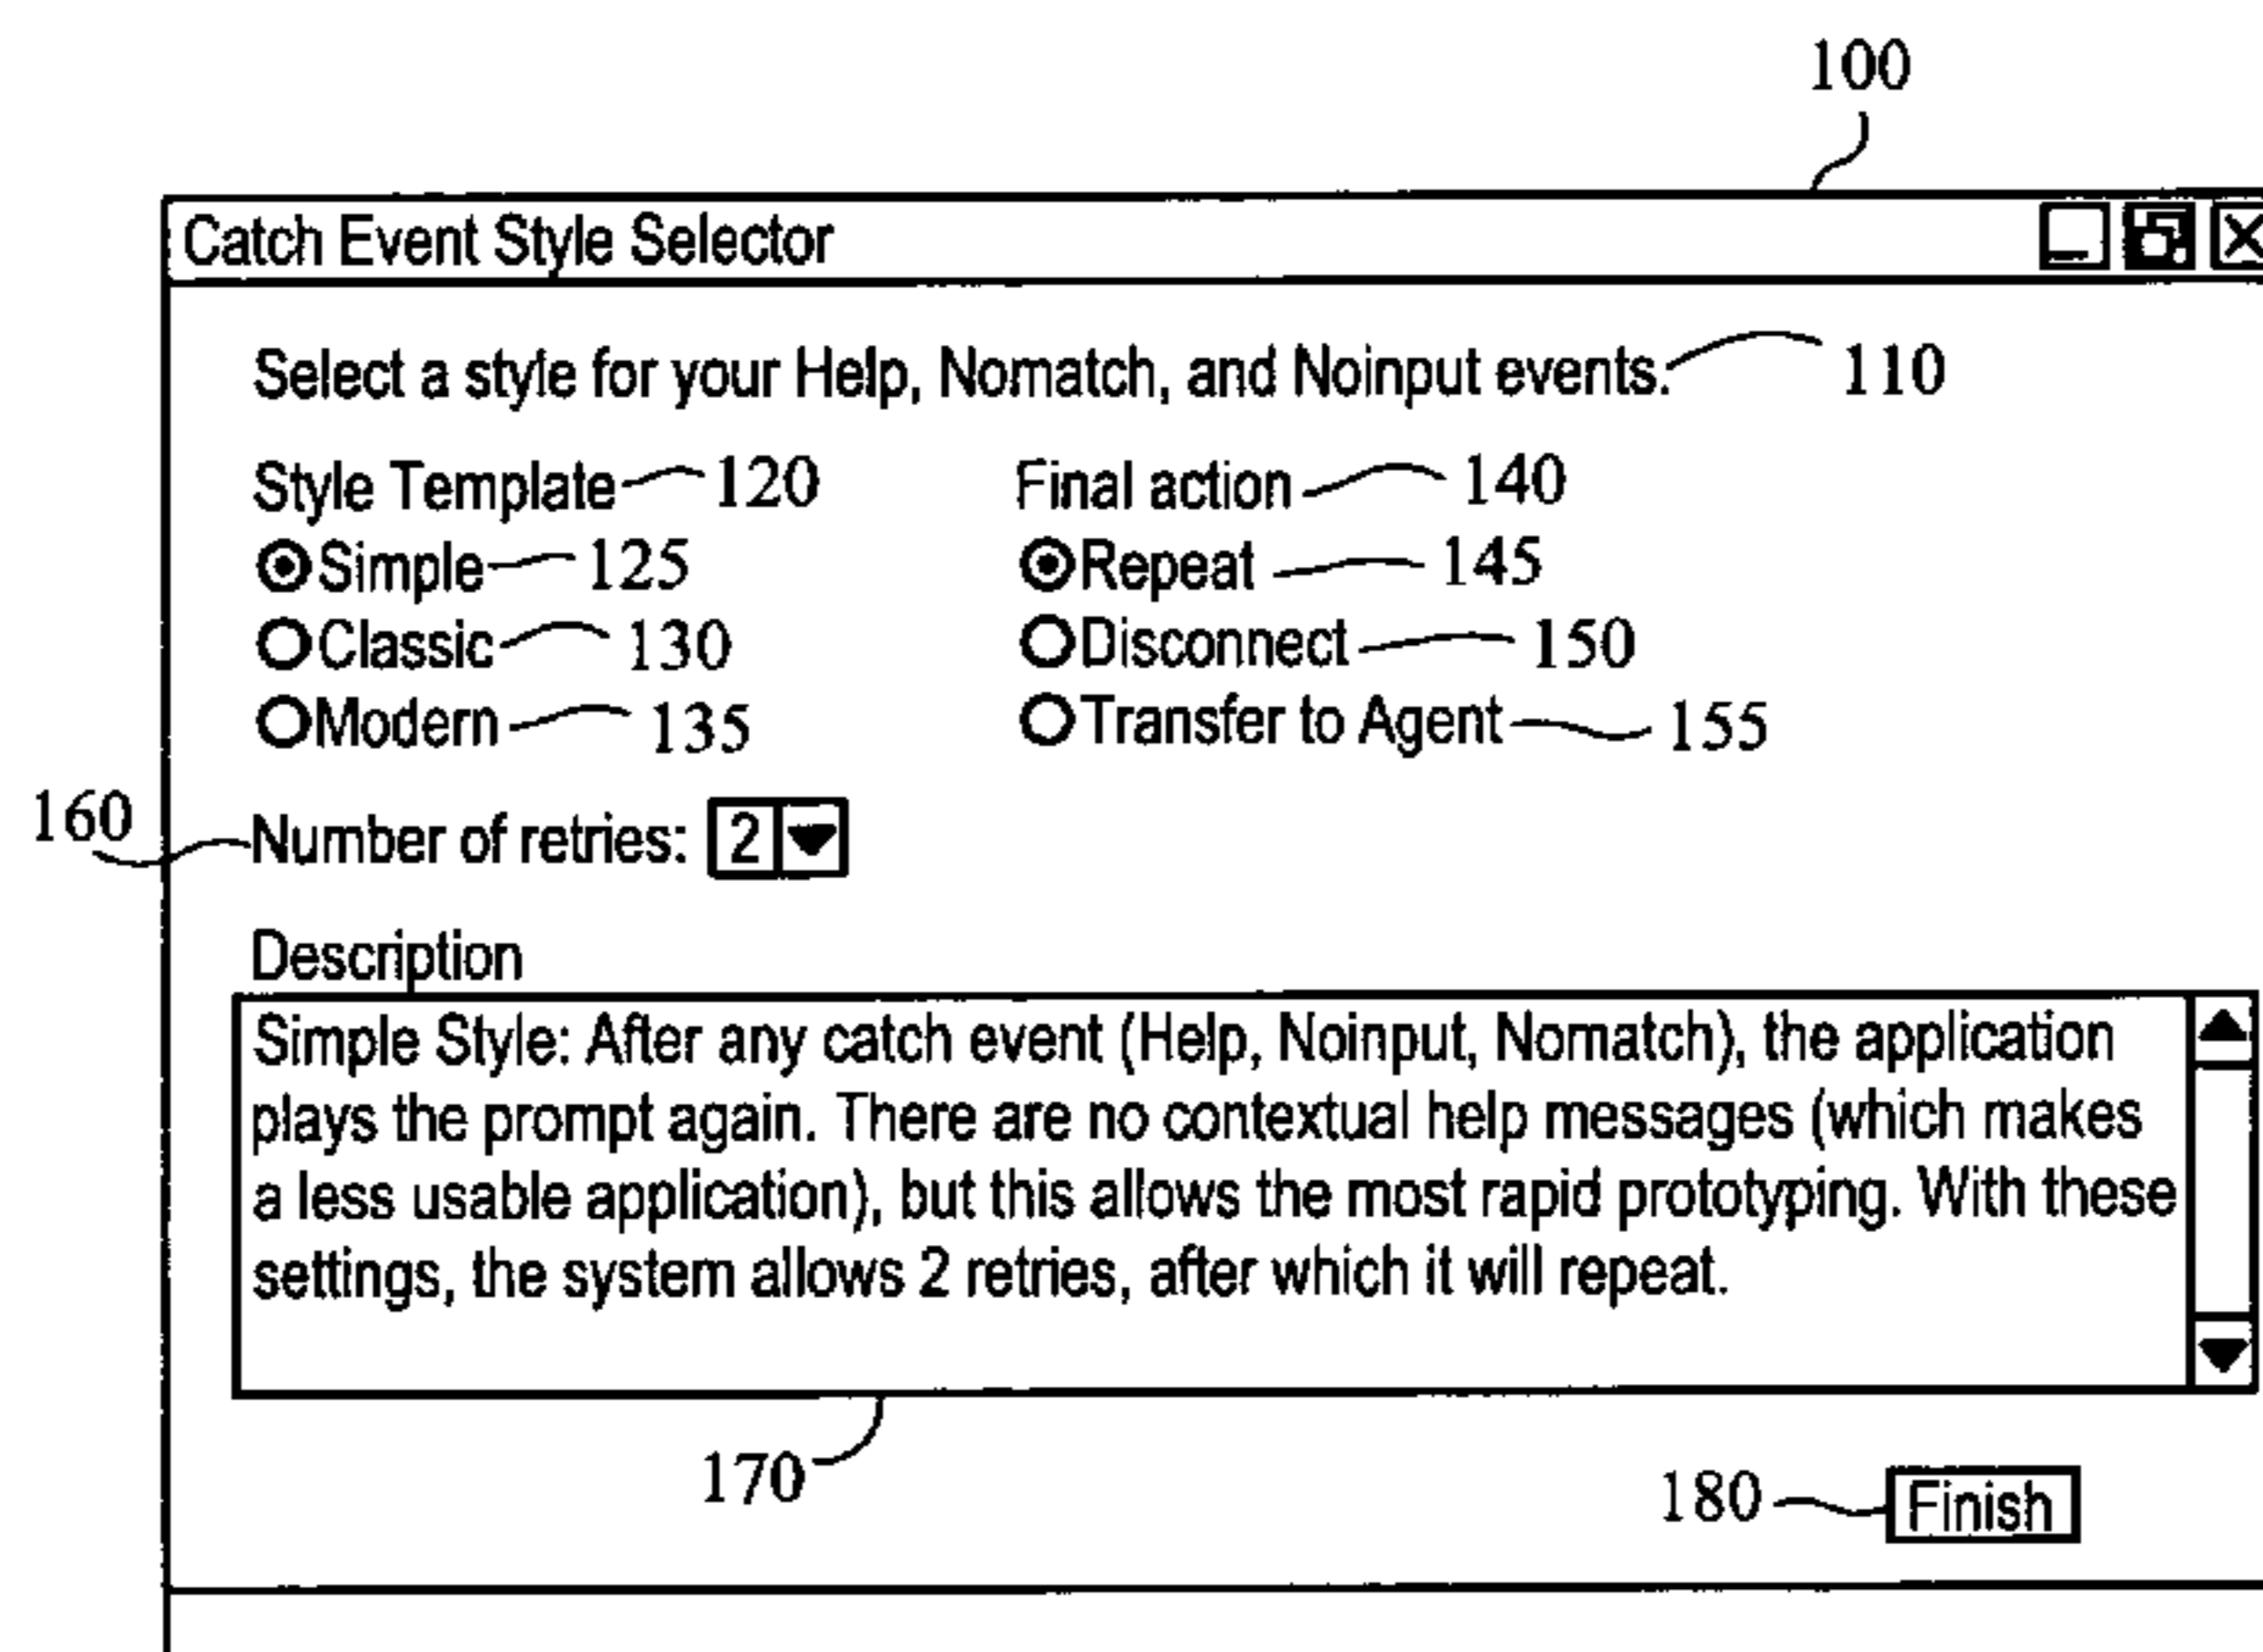 100
Catch Event Style Selector
Select a style for your Help, Nomatch, and Noinput events. 110
Style Template 120 Final action 140
Simple 125 Repeat 145
Classic 130 Disconnect 150
Modern 135 Transfer to Agent 155
160 Number of retries: 2
Description
Simple Style: After any catch event (Help, Noinput, Nomatch), the application
plays the prompt again. There are no contextual help messages (which makes
a less usable application), but this allows the most rapid prototyping. With these
settings, the system allows 2 retries, after which it will repeat.
170
180 Finish